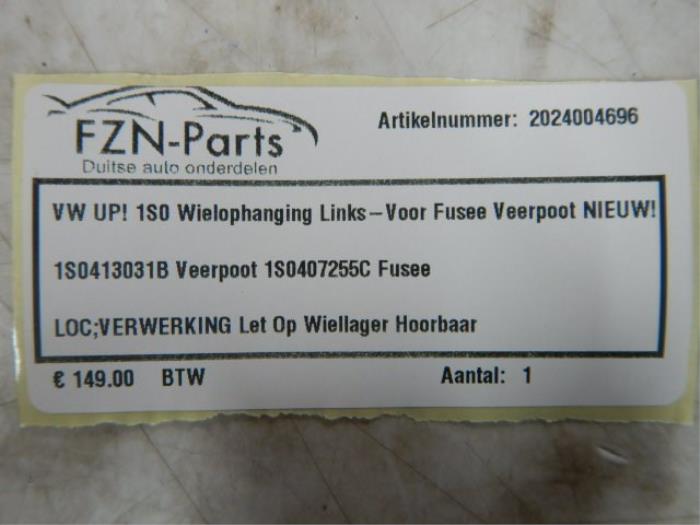 FZN-Parts
Duitse auto onderdelen
Artikelnummer: 2024004696
VW UP! 1S0 Wielophanging Links-Voor Fusee Veerpoot NIEUW!
1S0413031B Veerpoot 1S0407255C Fusee
LOC;VERWERKING Let Op Wiellager Hoorbaar
€ 149.00 BTW Aantal: 1